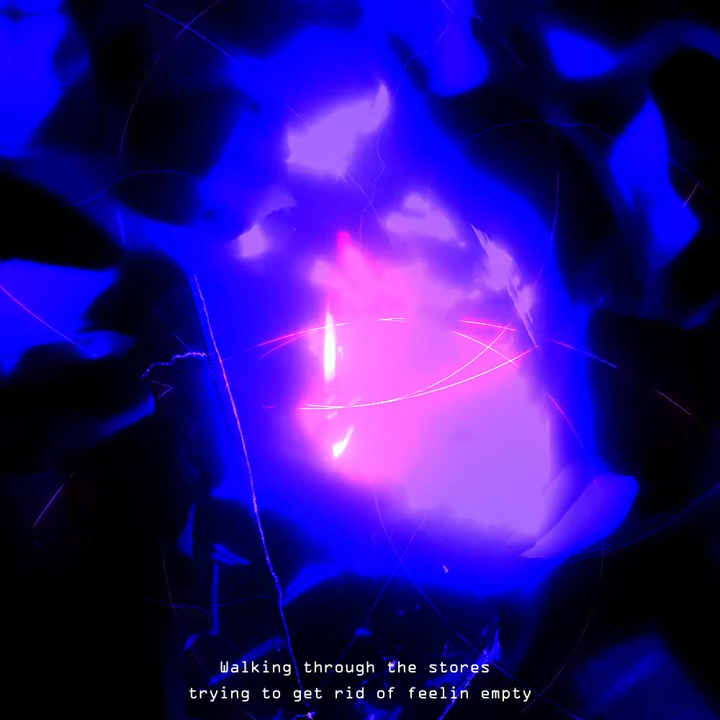 Walking through the stores
trying to get rid of feelin empty